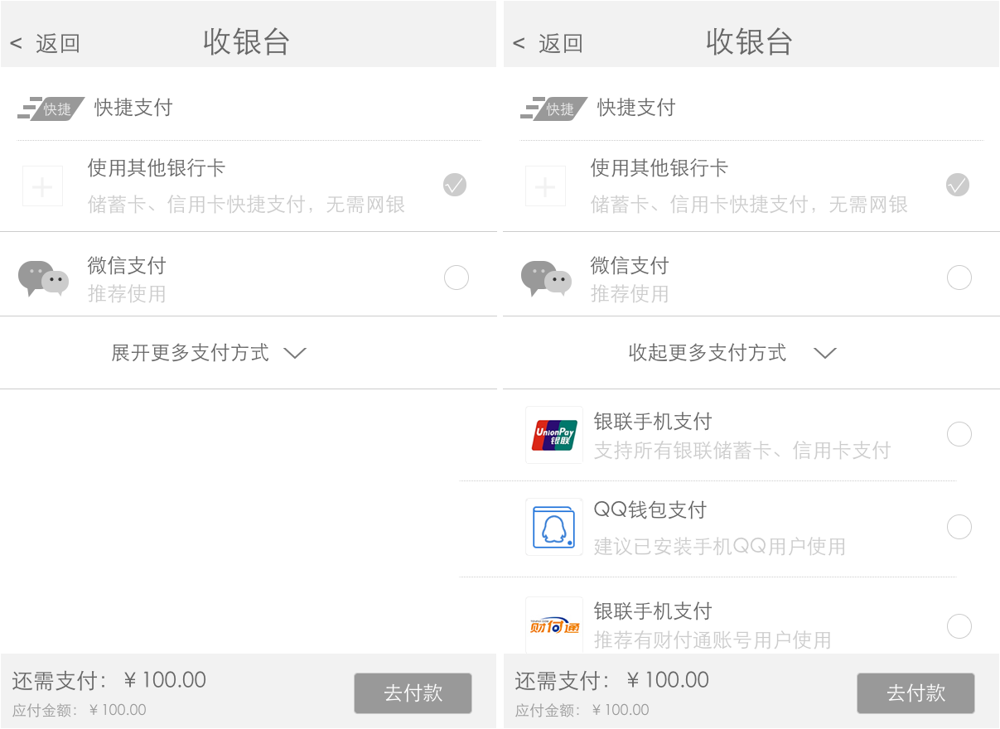 < 返回 收银台
快捷 快捷支付
使用其他银行卡
储蓄卡、信用卡快捷支付，无需网银
微信支付
推荐使用
展开更多支付方式
还需支付：￥100.00
应付金额：￥100.00
去付款
< 返回 收银台
快捷 快捷支付
使用其他银行卡
储蓄卡、信用卡快捷支付，无需网银
微信支付
推荐使用
收起更多支付方式
UnionPay
银联
银联手机支付
支持所有银联储蓄卡、信用卡支付
QQ钱包支付
建议已安装手机QQ用户使用
财付通
银联手机支付
推荐有财付通账号用户使用
还需支付：￥100.00
应付金额：￥100.00
去付款